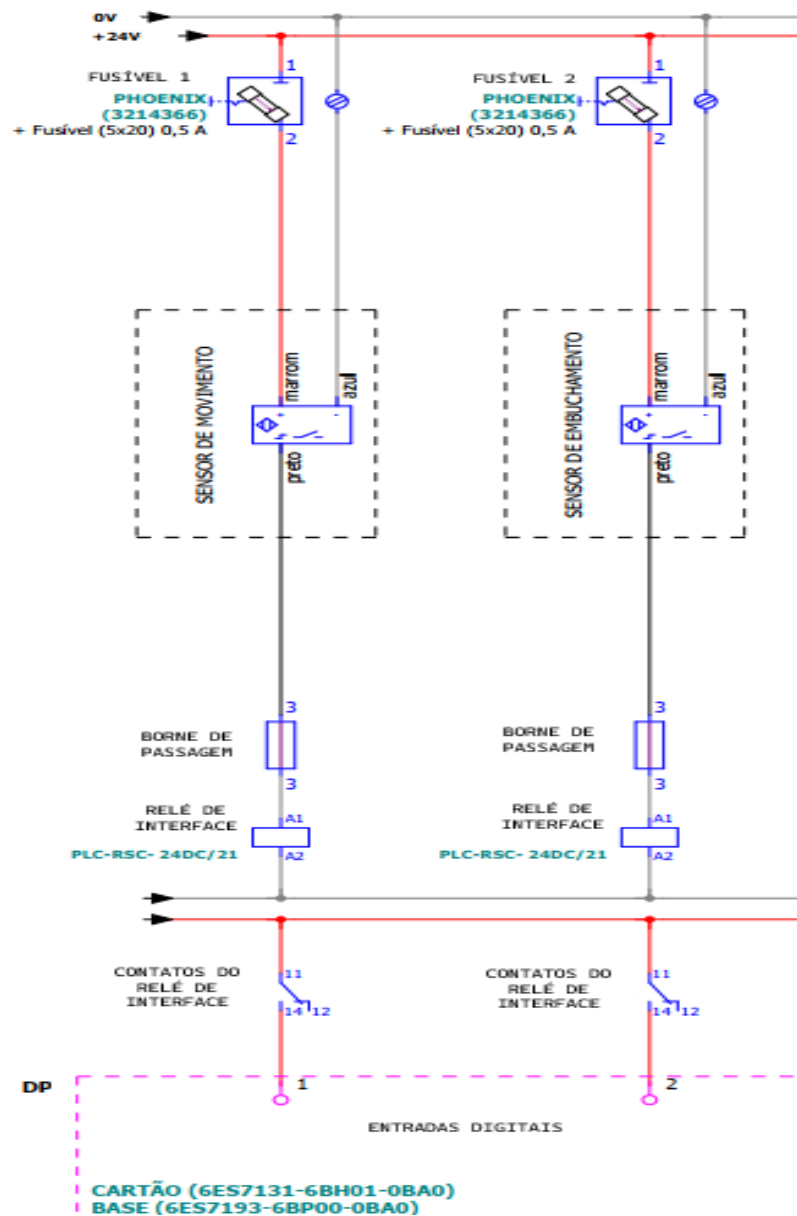 0V
+24V
1
1
FUSÍVEL 1
FUSÍVEL 2
PHOENIX
PHOENIX
(3214366)
(3214366)
+ Fusível (5x20) 0,5 A
+ Fusível (5x20) 0,5 A
2
2
SENSOR DE MOVIMENTO
marrom
azul
+
-
preto
SENSOR DE EMBUCHAMENTO
marrom
azul
+
-
preto
3
3
BORNE DE
PASSAGEM
BORNE DE
PASSAGEM
3
3
RELÉ DE
INTERFACE
RELÉ DE
INTERFACE
A1
A1
PLC-RSC- 24DC/21
A2
PLC-RSC- 24DC/21
A2
CONTATOS DO
RELÉ DE
INTERFACE
11
14
12
CONTATOS DO
RELÉ DE
INTERFACE
11
14
12
DP
1
2
ENTRADAS DIGITAIS
CARTÃO (6ES7131-6BH01-0BA0)
BASE (6ES7193-6BP00-0BA0)